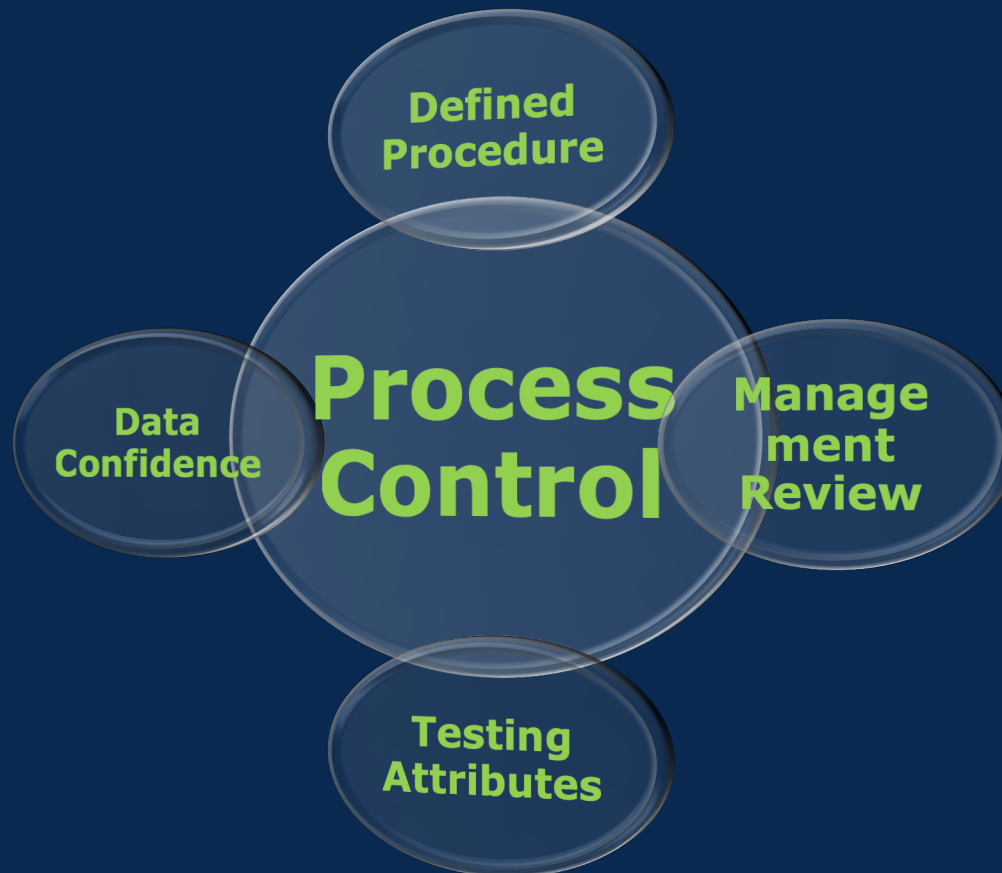 Defined
Procedure
Process
Control
Data
Confidence
Manage
ment
Review
Testing
Attributes